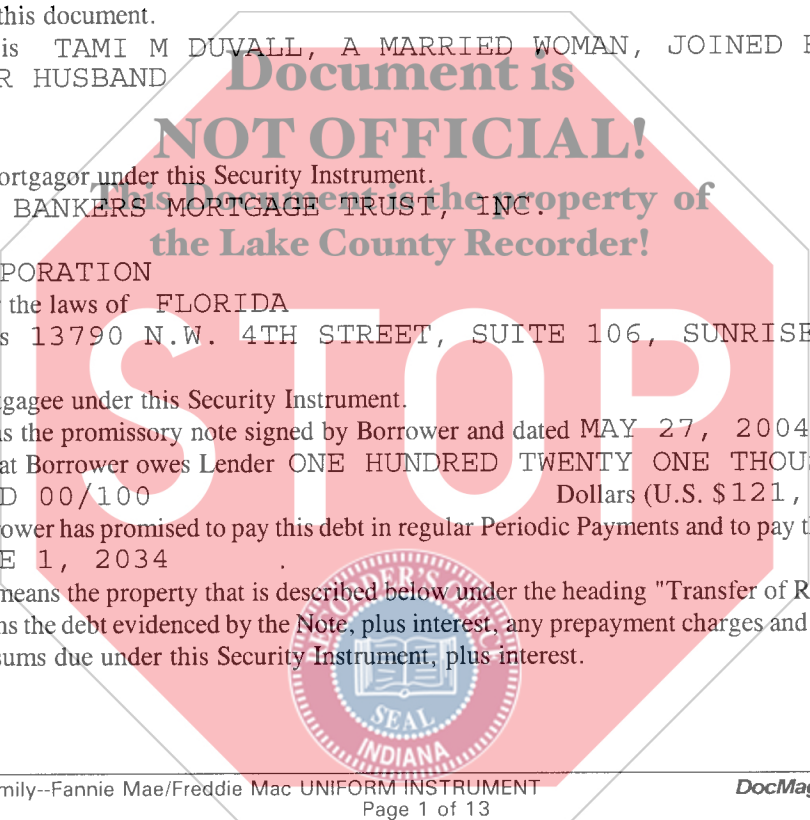 this document.
is TAMI M DUVALL, A MARRIED WOMAN, JOINED
R HUSBAND
Document is
NOT OFFICIAL!
ortgagor under this Security Instrument.
This Document is the property of
BANKERS MORTGAGE TRUST, INC.
the Lake County Recorder!
PORATION
the laws of FLORIDA
s 13790 N.W. 4TH STREET, SUITE 106, SUNRISE
STOP
gagee under this Security Instrument.
s the promissory note signed by Borrower and dated MAY 27, 2004
at Borrower owes Lender ONE HUNDRED TWENTY ONE THOUS
D 00/100 Dollars (U.S. $121,
rower has promised to pay this debt in regular Periodic Payments and to pay th
E 1, 2034 .
means the property that is described below under the heading "Transfer of R
ns the debt evidenced by the Note, plus interest, any prepayment charges and
sums due under this Security Instrument, plus interest.
SEAL
INDIANA
mily--Fannie Mae/Freddie Mac UNIFORM INSTRUMENT DocMag
Page 1 of 13